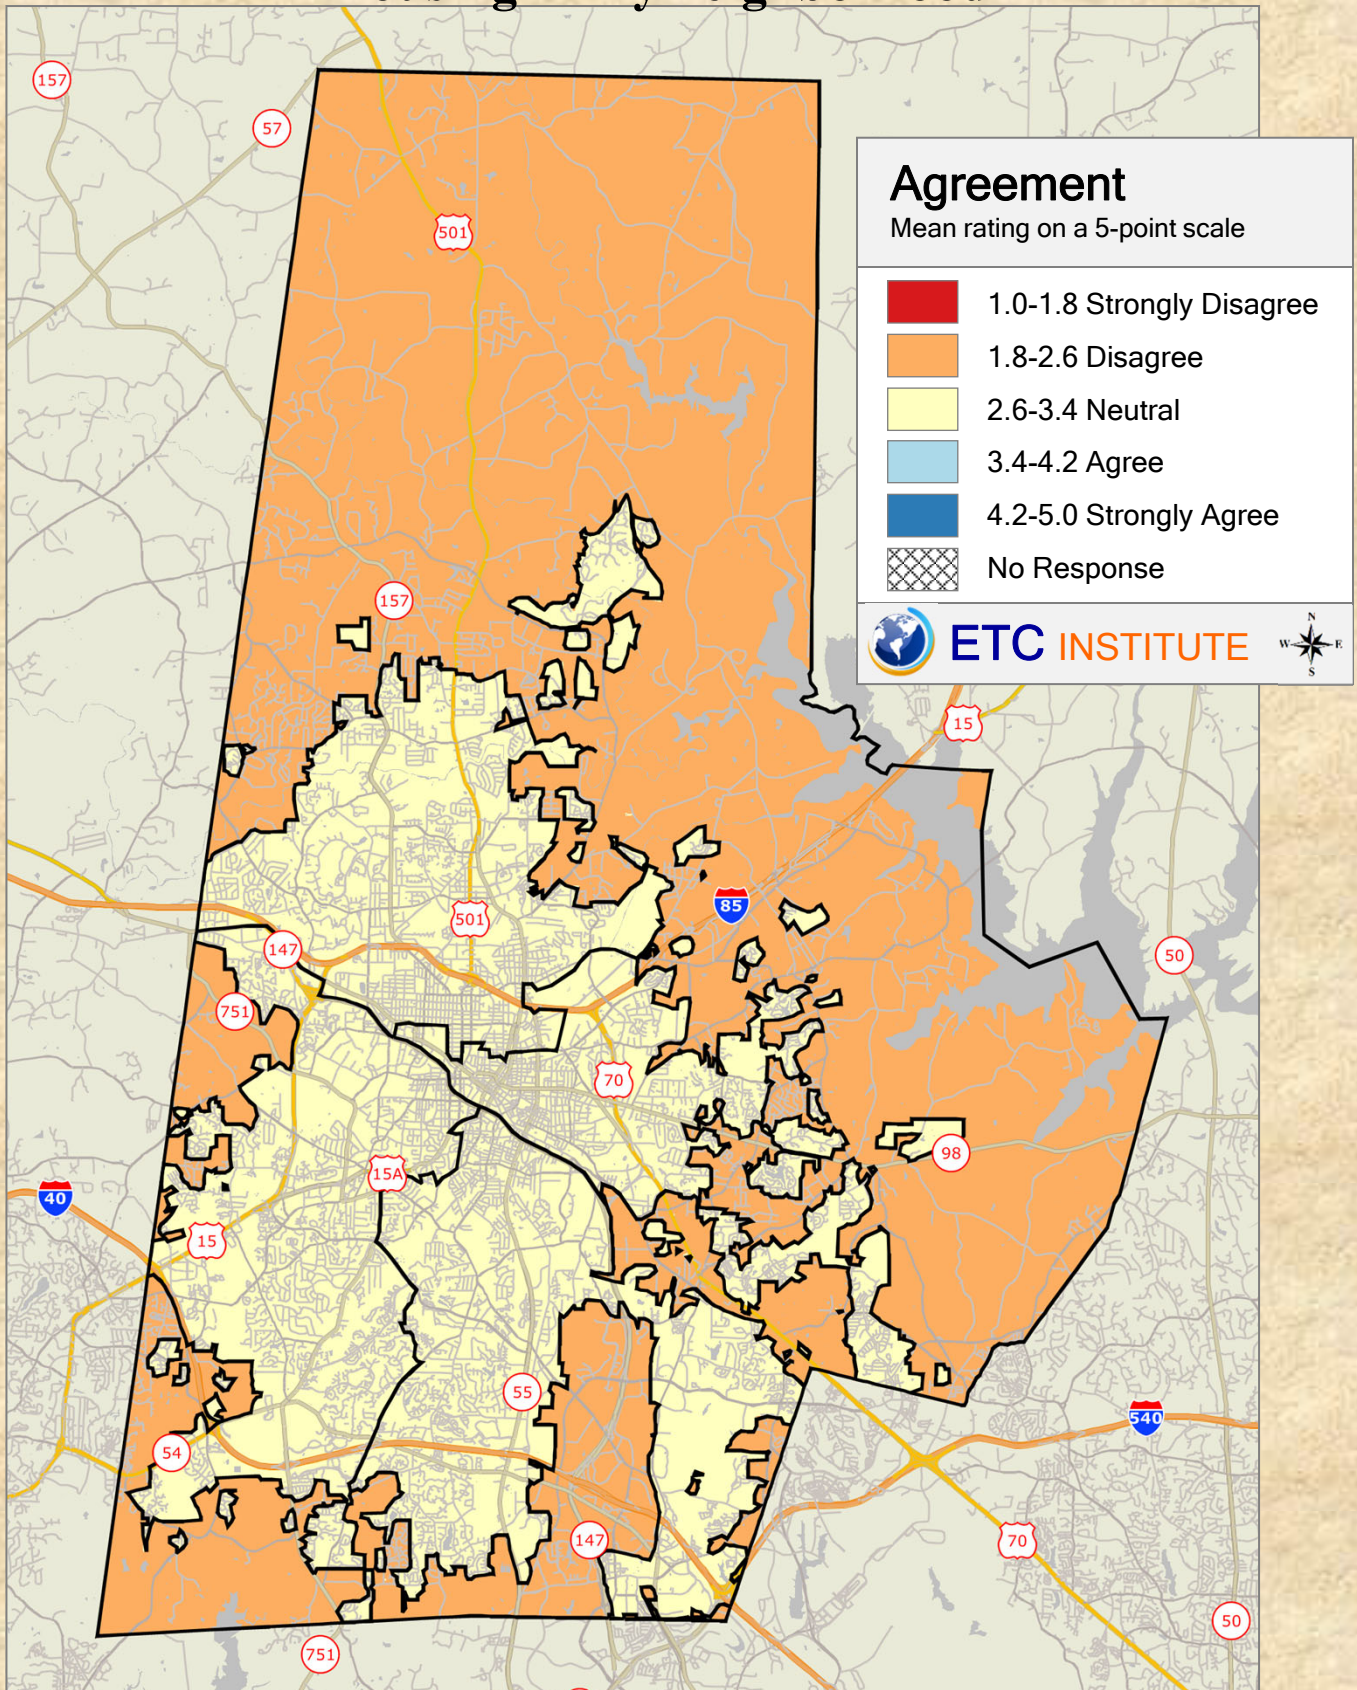 157
57
501
Agreement
Mean rating on a 5-point scale
1.0-1.8 Strongly Disagree
1.8-2.6 Disagree
2.6-3.4 Neutral
3.4-4.2 Agree
4.2-5.0 Strongly Agree
No Response
ETC INSTITUTE
N
W E
S
157
15
85
501
147
50
751
70
98
15A
40
15
55
540
54
147
70
50
751